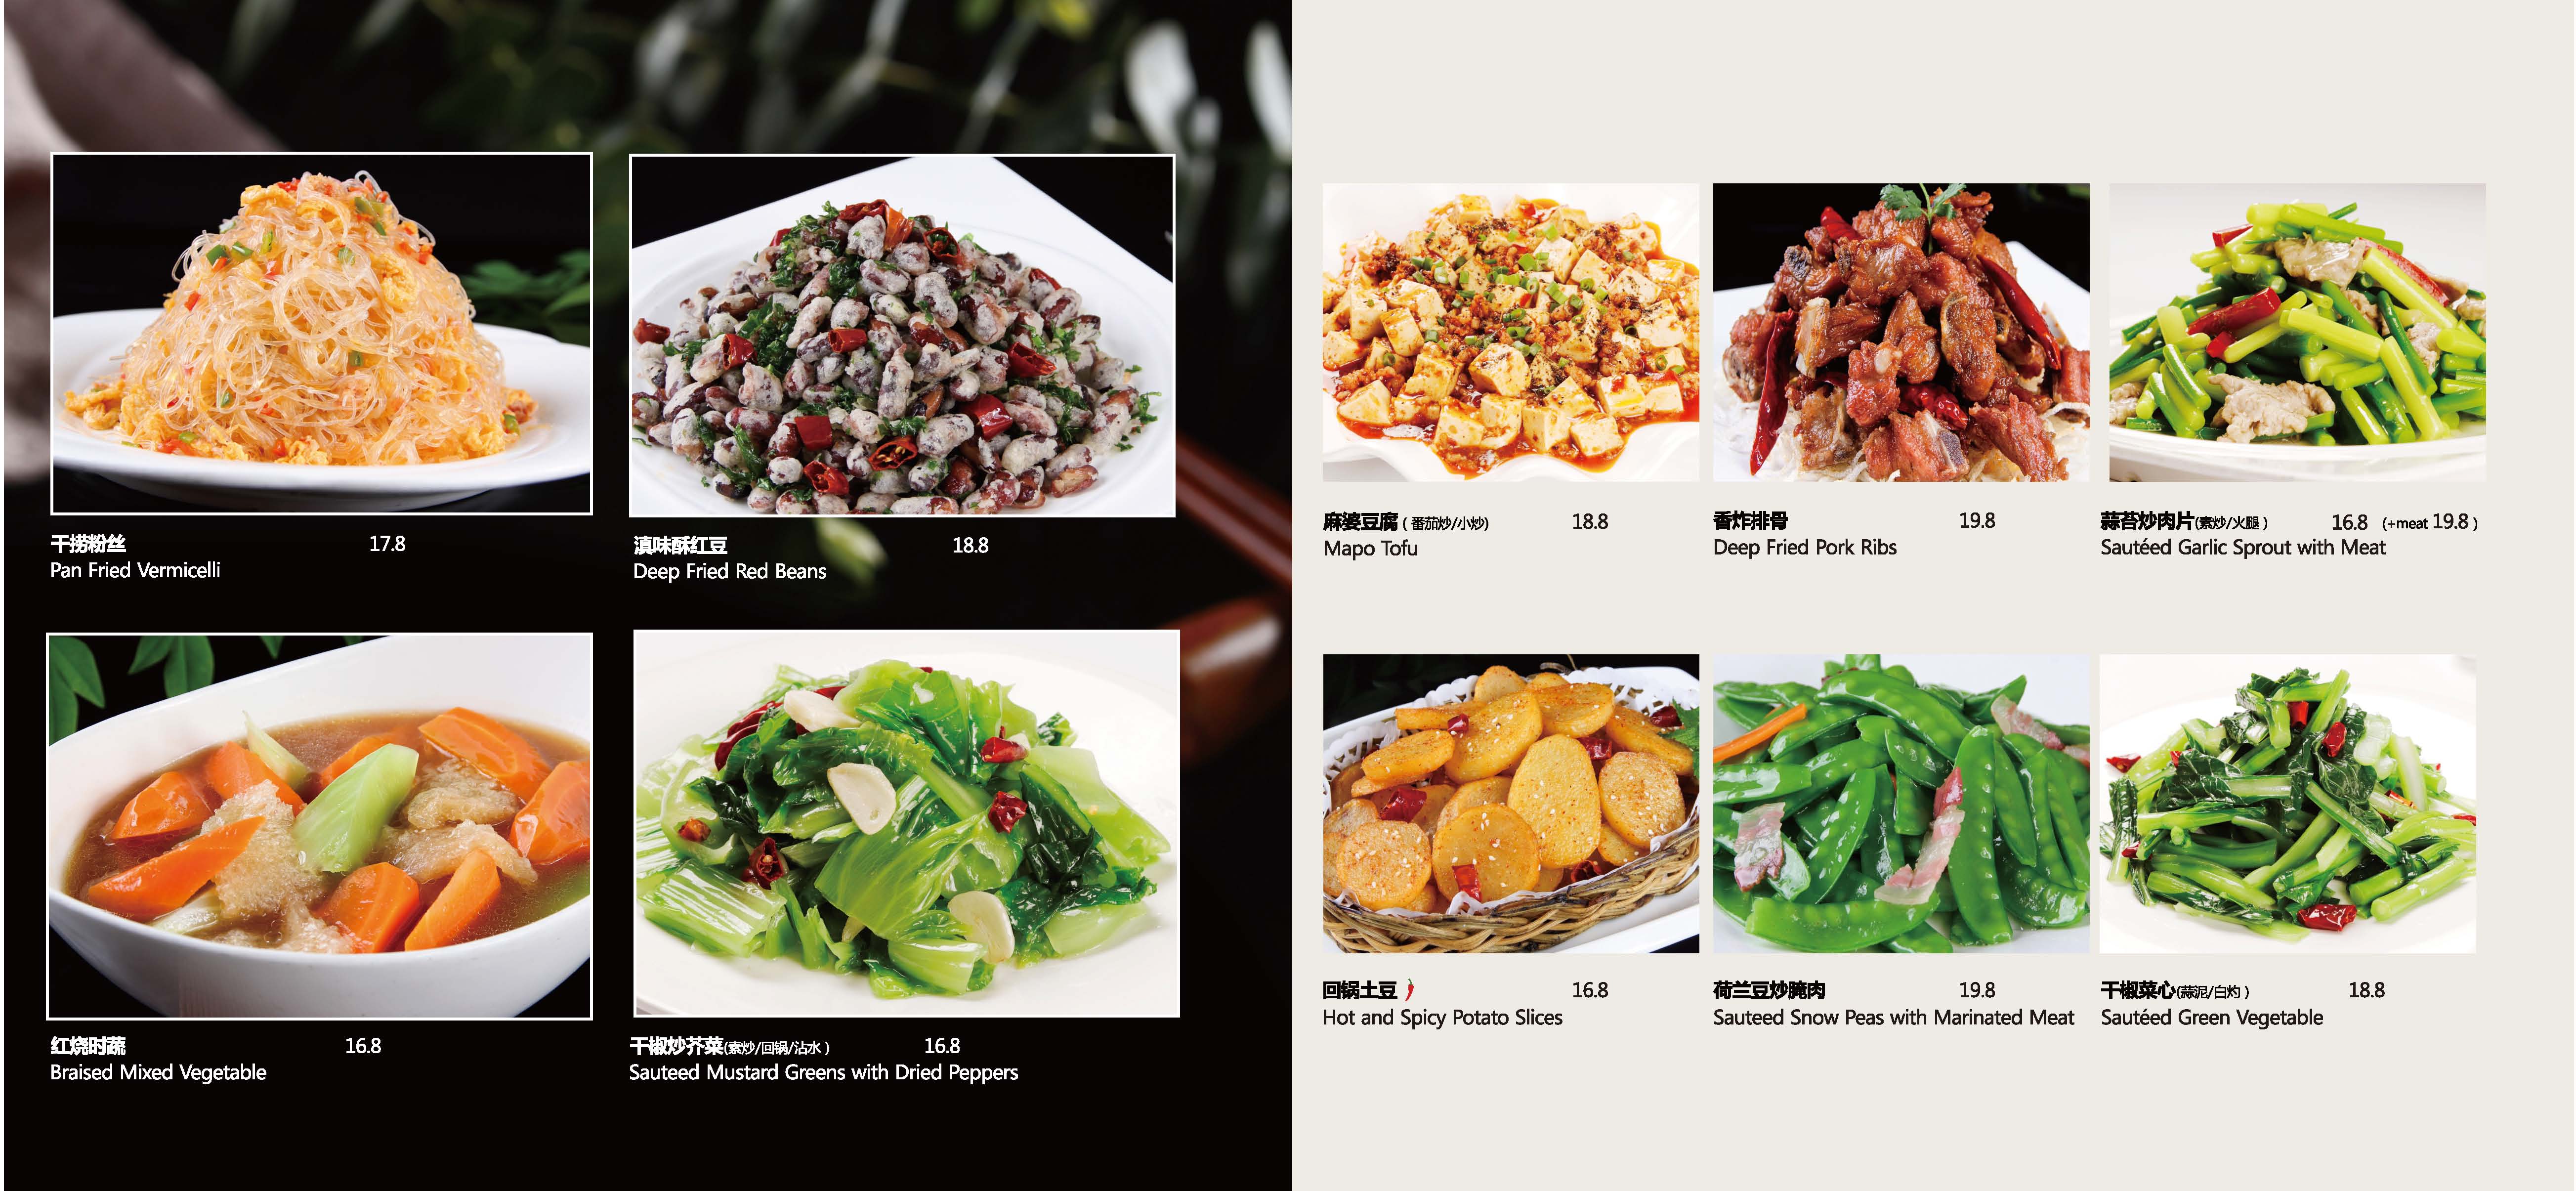 干捞粉丝 17.8
Pan Fried Vermicelli
滇味酥红豆 18.8
Deep Fried Red Beans
红烧时蔬 16.8
Braised Mixed Vegetable
干椒炒芥菜(素炒/回锅/沾水) 16.8
Sauteed Mustard Greens with Dried Peppers
麻婆豆腐(番茄炒/小炒) 18.8
Mapo Tofu
香炸排骨 19.8
Deep Fried Pork Ribs
蒜苔炒肉片(素炒/火腿) 16.8 (+meat 19.8)
Sautéed Garlic Sprout with Meat
回锅土豆 16.8
Hot and Spicy Potato Slices
荷兰豆炒腌肉 19.8
Sauteed Snow Peas with Marinated Meat
干椒菜心(蒜泥/白灼) 18.8
Sautéed Green Vegetable